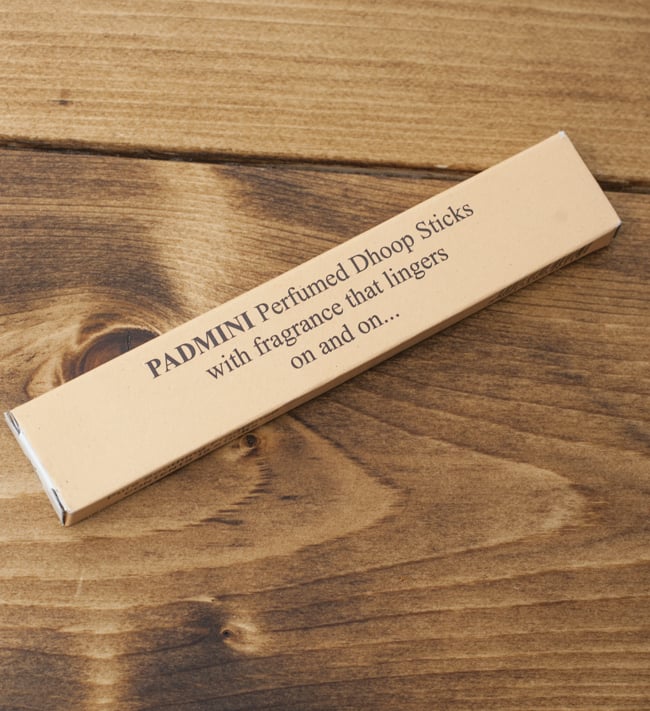 PADMINI Perfumed Dhoop Sticks
with fragrance that lingers
on and on...